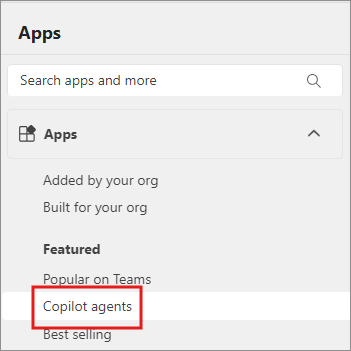 Apps
Search apps and more
Apps
Added by your org
Built for your org
Featured
Popular on Teams
Copilot agents
Best selling